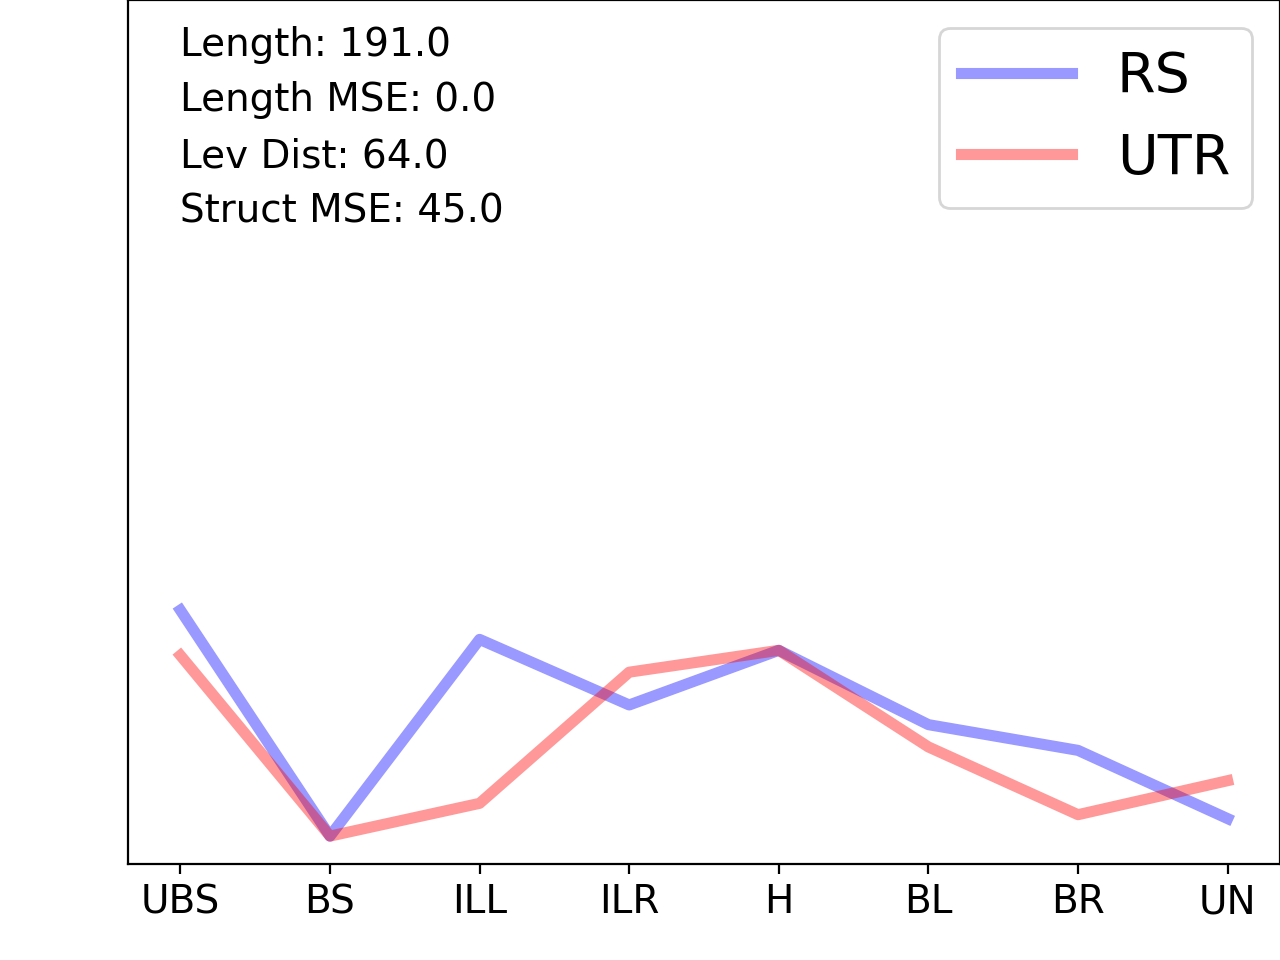 Length: 191.0
Length MSE: 0.0
Lev Dist: 64.0
Struct MSE: 45.0
RS
UTR
UBS BS ILL ILR H BL BR UN